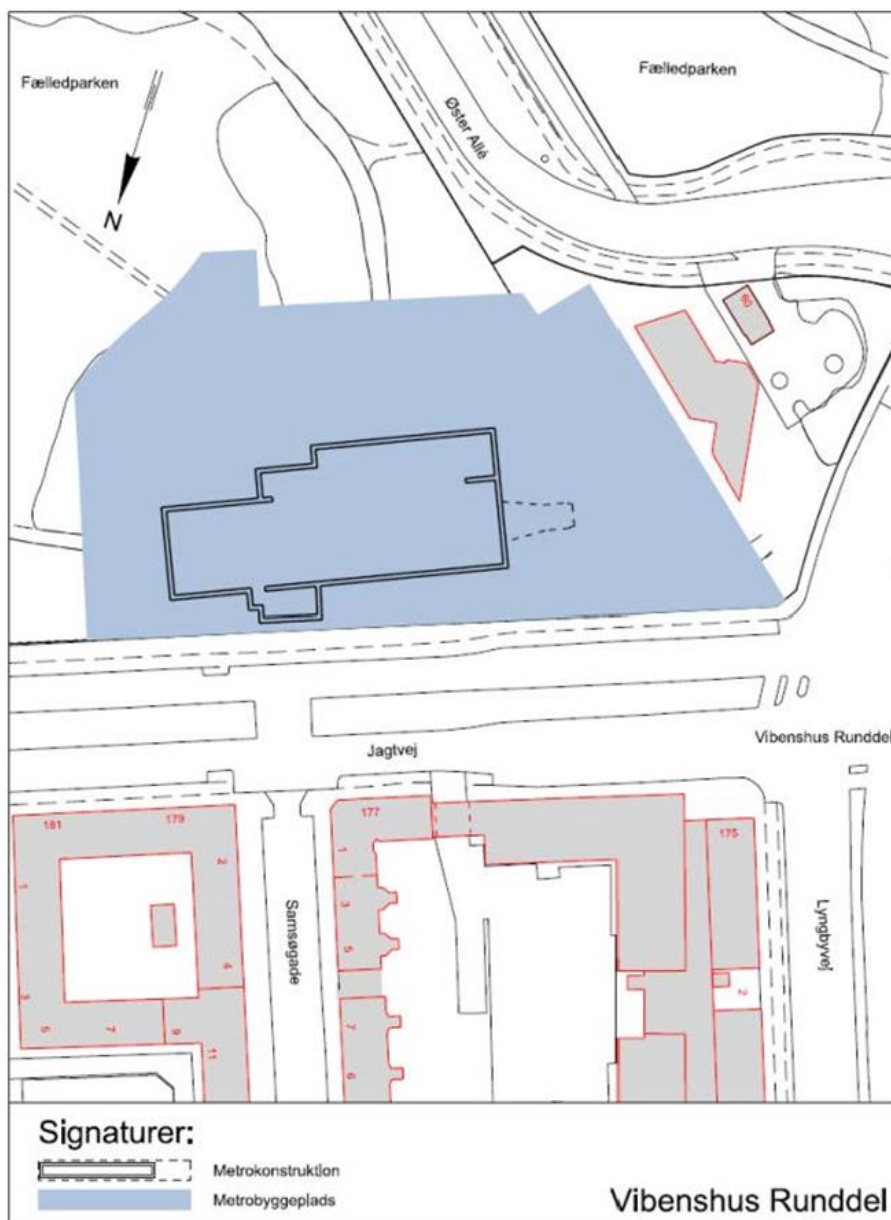 Fælledparken
Fælledparken
Øster Allé
N
60
Jagtvej
Vibenshus Runddel
181
179
177
175
1
2
1
3
5
4
3
5
7
9
11
7
6
2
Samsøgade
Lyngbyvej
Signaturer:
Metrokonstruktion
Metrobyggeplads
Vibenshus Runddel